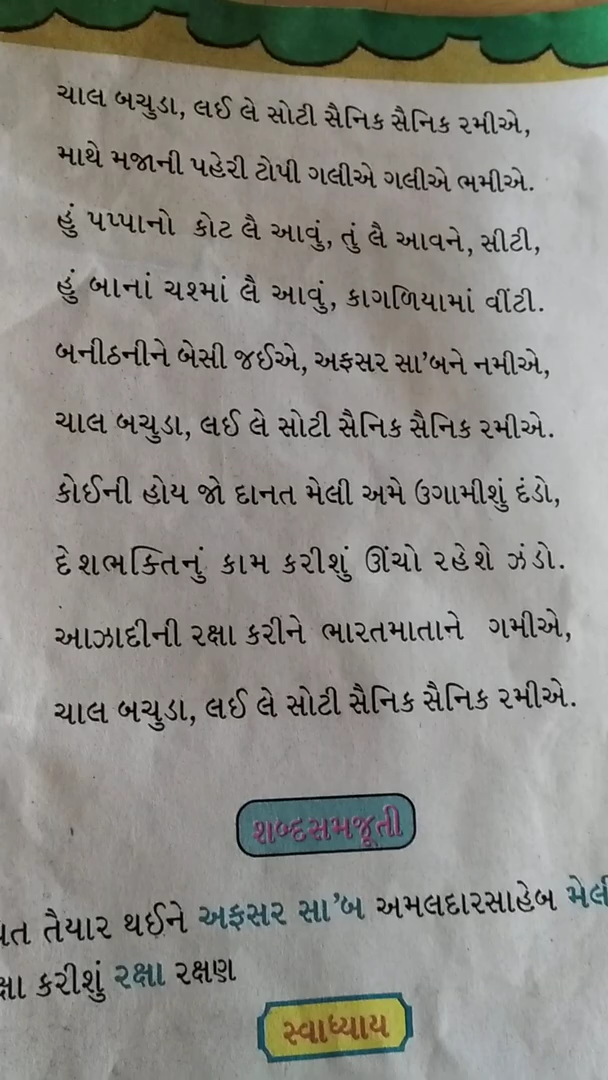 ચાલ બચુડા, લઈ લે સોટી સૈનિક સૈનિક રમીએ,
માથે મજાની પહેરી ટોપી ગલીએ ગલીએ ભમીએ.
હું પપ્પાનો કોટ લૈ આવું, તું લૈ આવને, સીટી,
હું બાનાં ચશ્માં લૈ આવું, કાગળિયામાં વીંટી.
બનીઠનીને બેસી જઈએ, અફસર સા'બને નમીએ,
ચાલ બચુડા, લઈ લે સોટી સૈનિક સૈનિક રમીએ.
કોઈની હોય જો દાનત મેલી અમે ઉગામીશું દંડો,
દેશભક્તિનું કામ કરીશું ઊંચો રહેશે ઝંડો.
આઝાદીની રક્ષા કરીને ભારતમાતાને ગમીએ,
ચાલ બચુડા, લઈ લે સોટી સૈનિક સૈનિક રમીએ.
શબ્દસમજૂતી
તૈયાર થઈને અફસર સા'બ અમલદારસાહેબ
કરીશું રક્ષા રક્ષણ
સ્વાધ્યાય